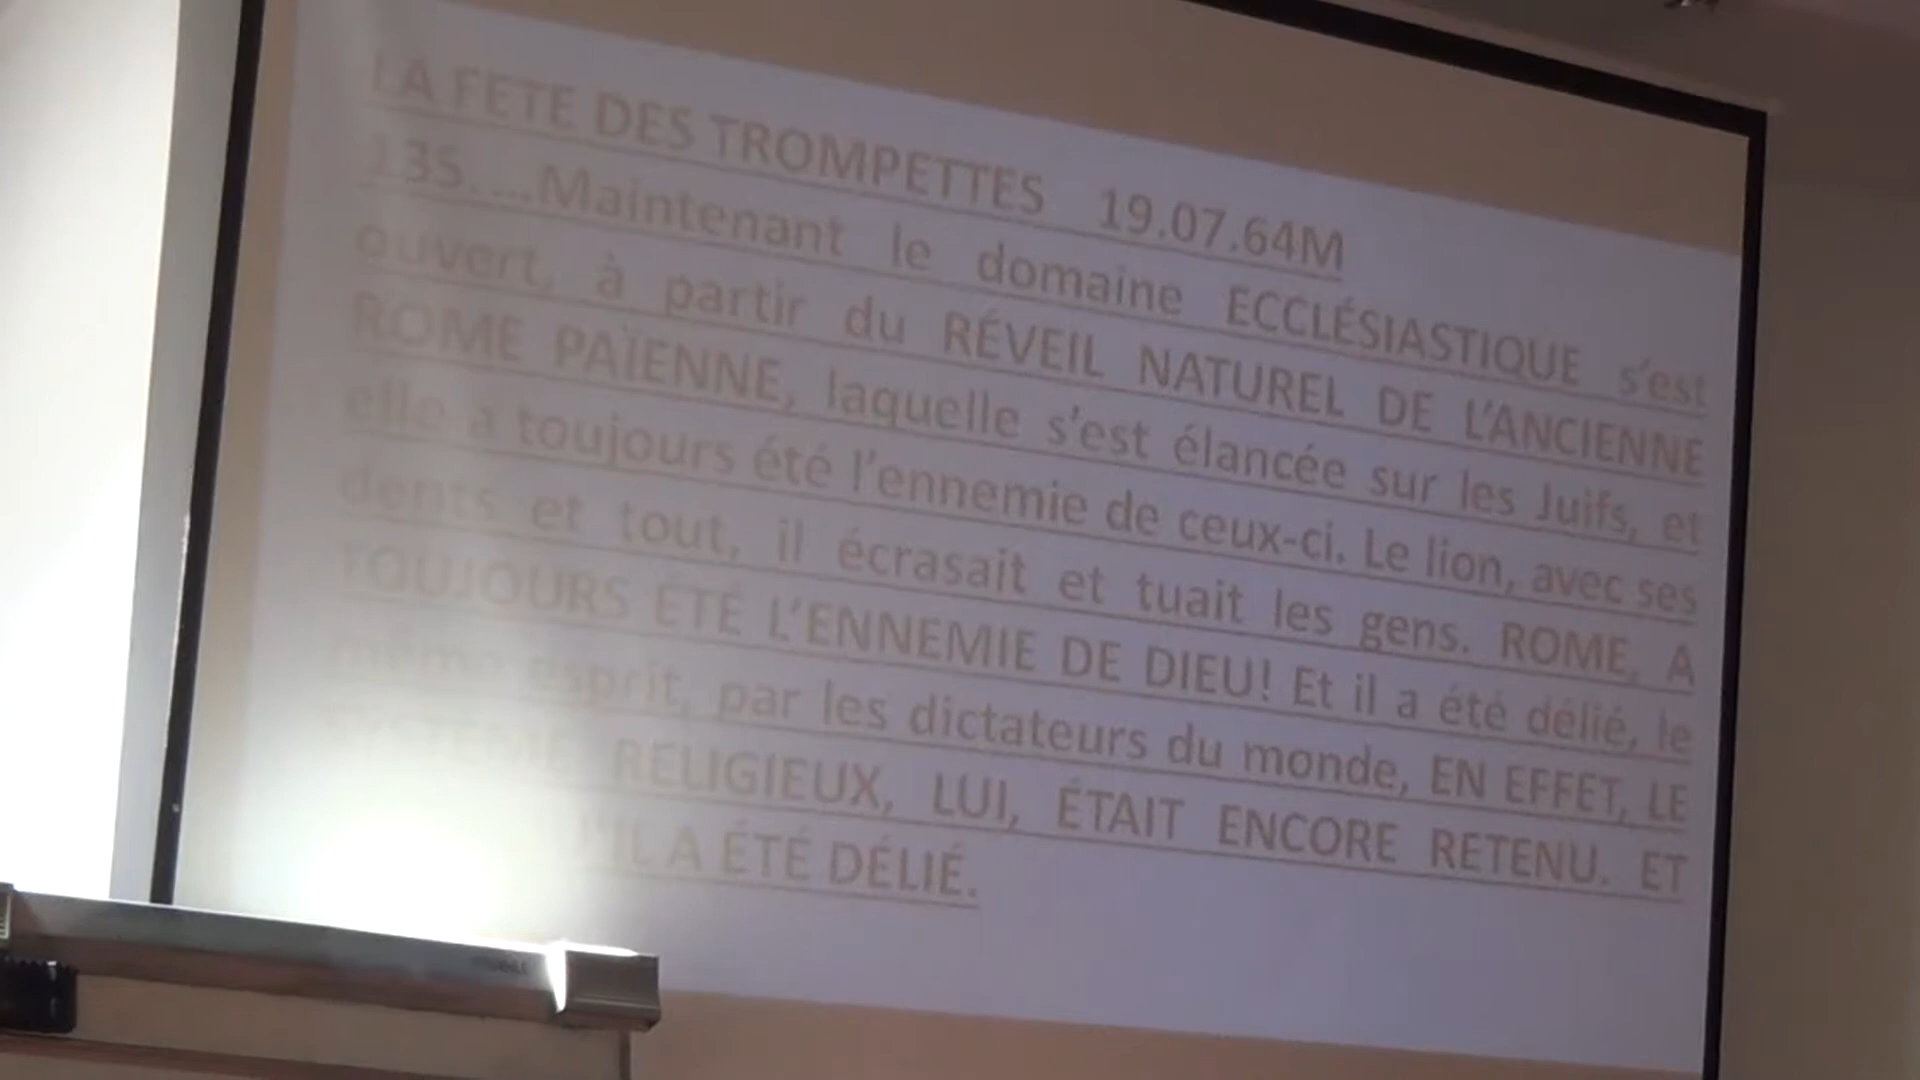 LA FETE DES TROMPETTES 19.07.64M
135....Maintenant le domaine ECCLÉSIASTIQUE s'est
ouvert, à partir du RÉVEIL NATUREL DE L'ANCIENNE
ROME PAÏENNE, laquelle s'est élancée sur les Juifs, et
elle a toujours été l'ennemie de ceux-ci. Le lion, avec ses
dents et tout, il écrasait et tuait les gens. ROME, A
TOUJOURS ÉTÉ L'ENNEMIE DE DIEU! Et il a été délié, le
même esprit, par les dictateurs du monde, EN EFFET, LE
SYSTÈME RELIGIEUX, LUI, ÉTAIT ENCORE RETENU. ET
IL A ÉTÉ DÉLIÉ.